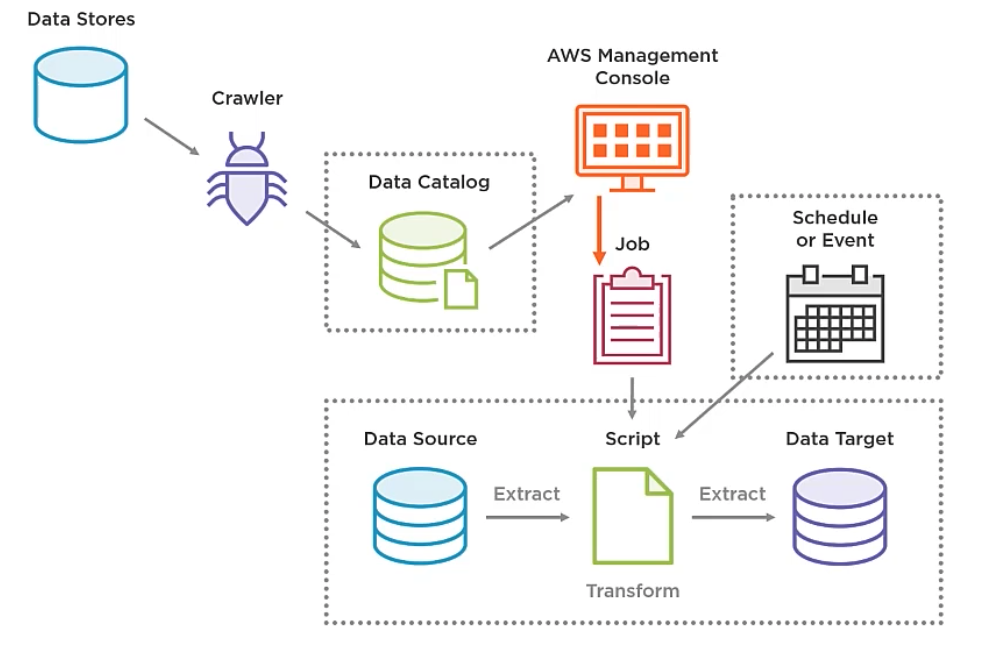 Data Stores
Crawler
Data Catalog
AWS Management
Console
Job
Schedule
or Event
Data Source
Script
Data Target
Extract
Extract
Transform